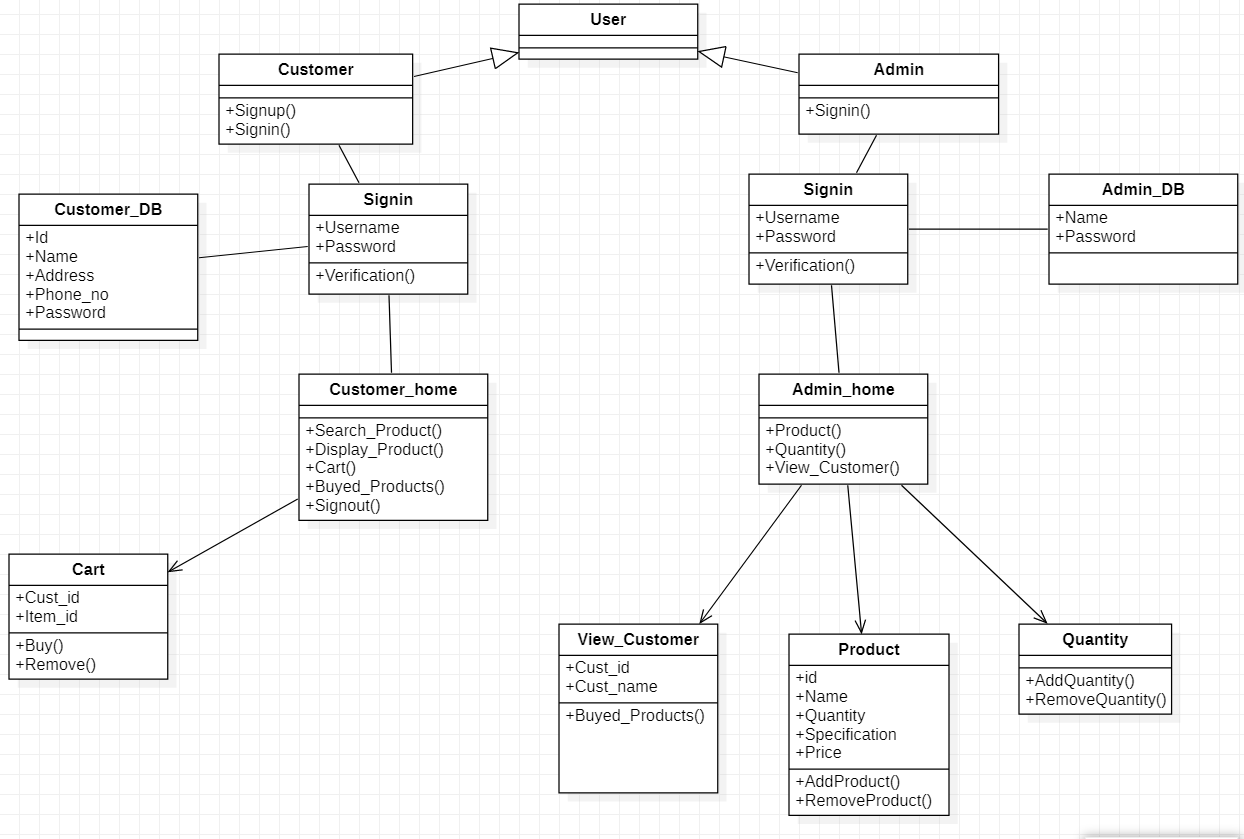 User
Customer
+Signup()
+Signin()
Admin
+Signin()
Customer_DB
+Id
+Name
+Address
+Phone_no
+Password
Signin
+Username
+Password
+Verification()
Signin
+Username
+Password
+Verification()
Admin_DB
+Name
+Password
Customer_home
+Search_Product()
+Display_Product()
+Cart()
+Buyed_Products()
+Signout()
Admin_home
+Product()
+Quantity()
+View_Customer()
Cart
+Cust_id
+Item_id
+Buy()
+Remove()
View_Customer
+Cust_id
+Cust_name
+Buyed_Products()
Product
+id
+Name
+Quantity
+Specification
+Price
+AddProduct()
+RemoveProduct()
Quantity
+AddQuantity()
+RemoveQuantity()